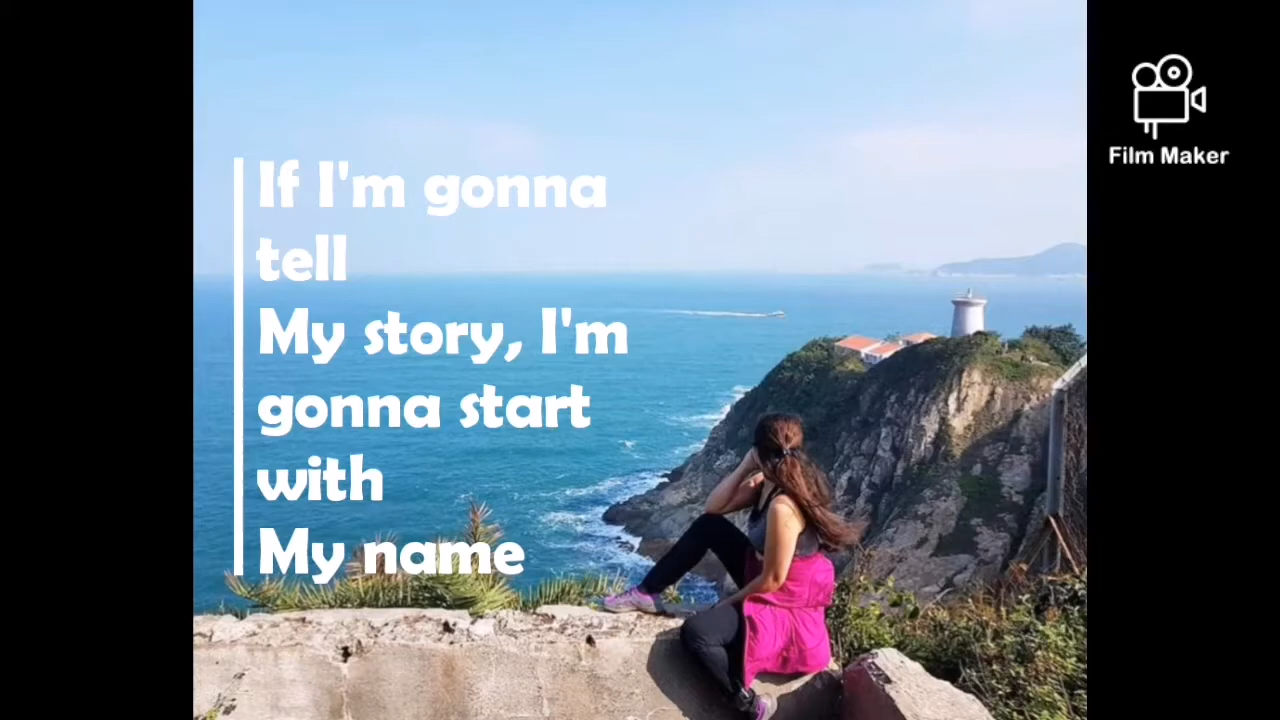 If I'm gonna
tell
My story, I'm
gonna start
with
My name
Film Maker